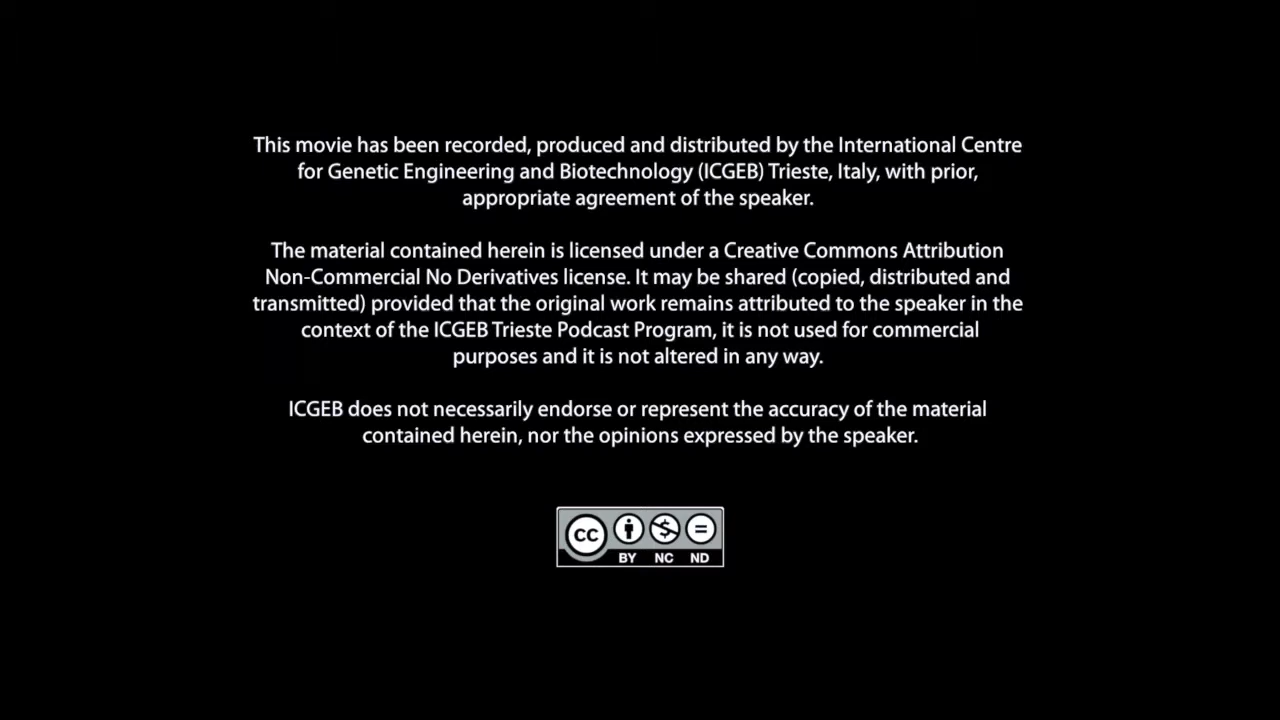 This movie has been recorded, produced and distributed by the International Centre
for Genetic Engineering and Biotechnology (ICGEB) Trieste, Italy, with prior,
appropriate agreement of the speaker.
The material contained herein is licensed under a Creative Commons Attribution
Non-Commercial No Derivatives license. It may be shared (copied, distributed and
transmitted) provided that the original work remains attributed to the speaker in the
context of the ICGEB Trieste Podcast Program, it is not used for commercial
purposes and it is not altered in any way.
ICGEB does not necessarily endorse or represent the accuracy of the material
contained herein, nor the opinions expressed by the speaker.
CC $ =
BY NC ND